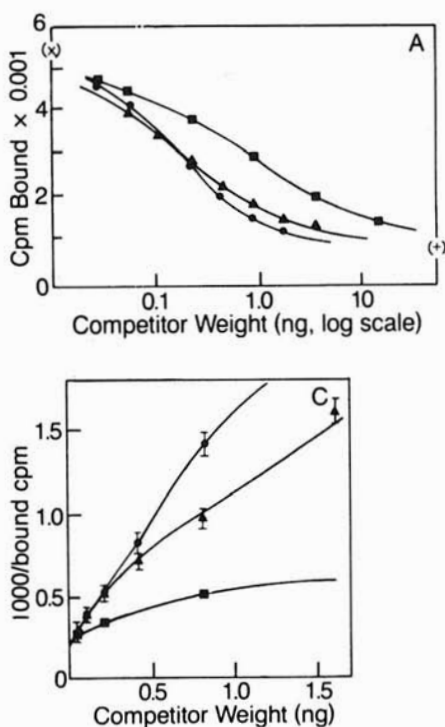 6
(x)
A
4
2
0
(+)
Cpm Bound × 0.001
0.1
1.0
10
Competitor Weight (ng, log scale)
C
1.5
1.0
0.5
0
1000/bound cpm
0.5
1.0
1.5
Competitor Weight (ng)